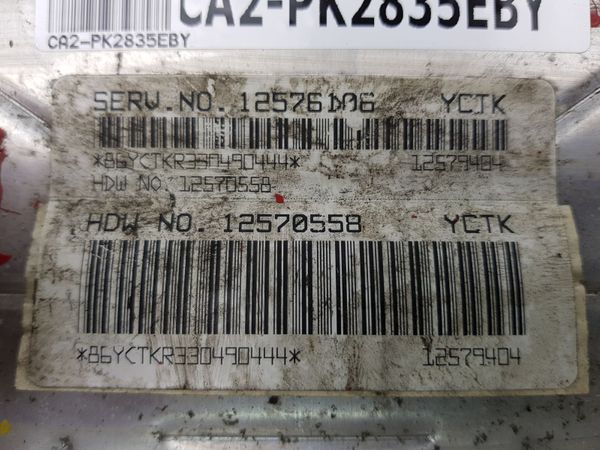 CA2-PK2835EBY
CA2-PK2835EBY
SERV.NO. 12576106 YCTK
*86YCTKR330490444* 12579404
HDW NO. 12570558
HDW NO. 12570558 YCTK
*86YCTKR330490444* 12579404